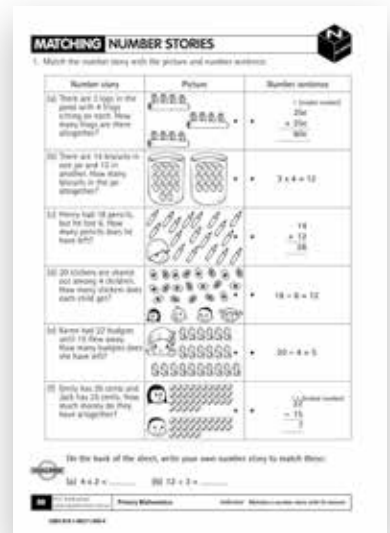 MATCHING NUMBER STORIES
1. Match the number story with the picture and number sentence.
Number story Picture Number sentence
(a) There are 3 logs in the
pond with 4 frogs
sitting on each. How
many frogs are there
altogether?
(b) There are 14 biscuits in
one jar and 12 in
another. How many
biscuits in the jar
altogether?
3 x 4 = 12
(c) Henry had 18 pencils,
but he lost 6. How
many pencils does he
have left?
14
+ 12
(d) 20 stickers are shared
out among 4 children.
How many stickers does
each child get?
18 – 6 = 12
(e) Karen had 22 budgies
until 15 flew away.
How many budgies does
she have left?
(f) Emily has 35 cents and
Jack has 25 cents. How
much money do they
have altogether?
22
– 15
7
On the back of the sheet, write your own number story to match these:
(a) 4 x 2 =
Primary Mathematics